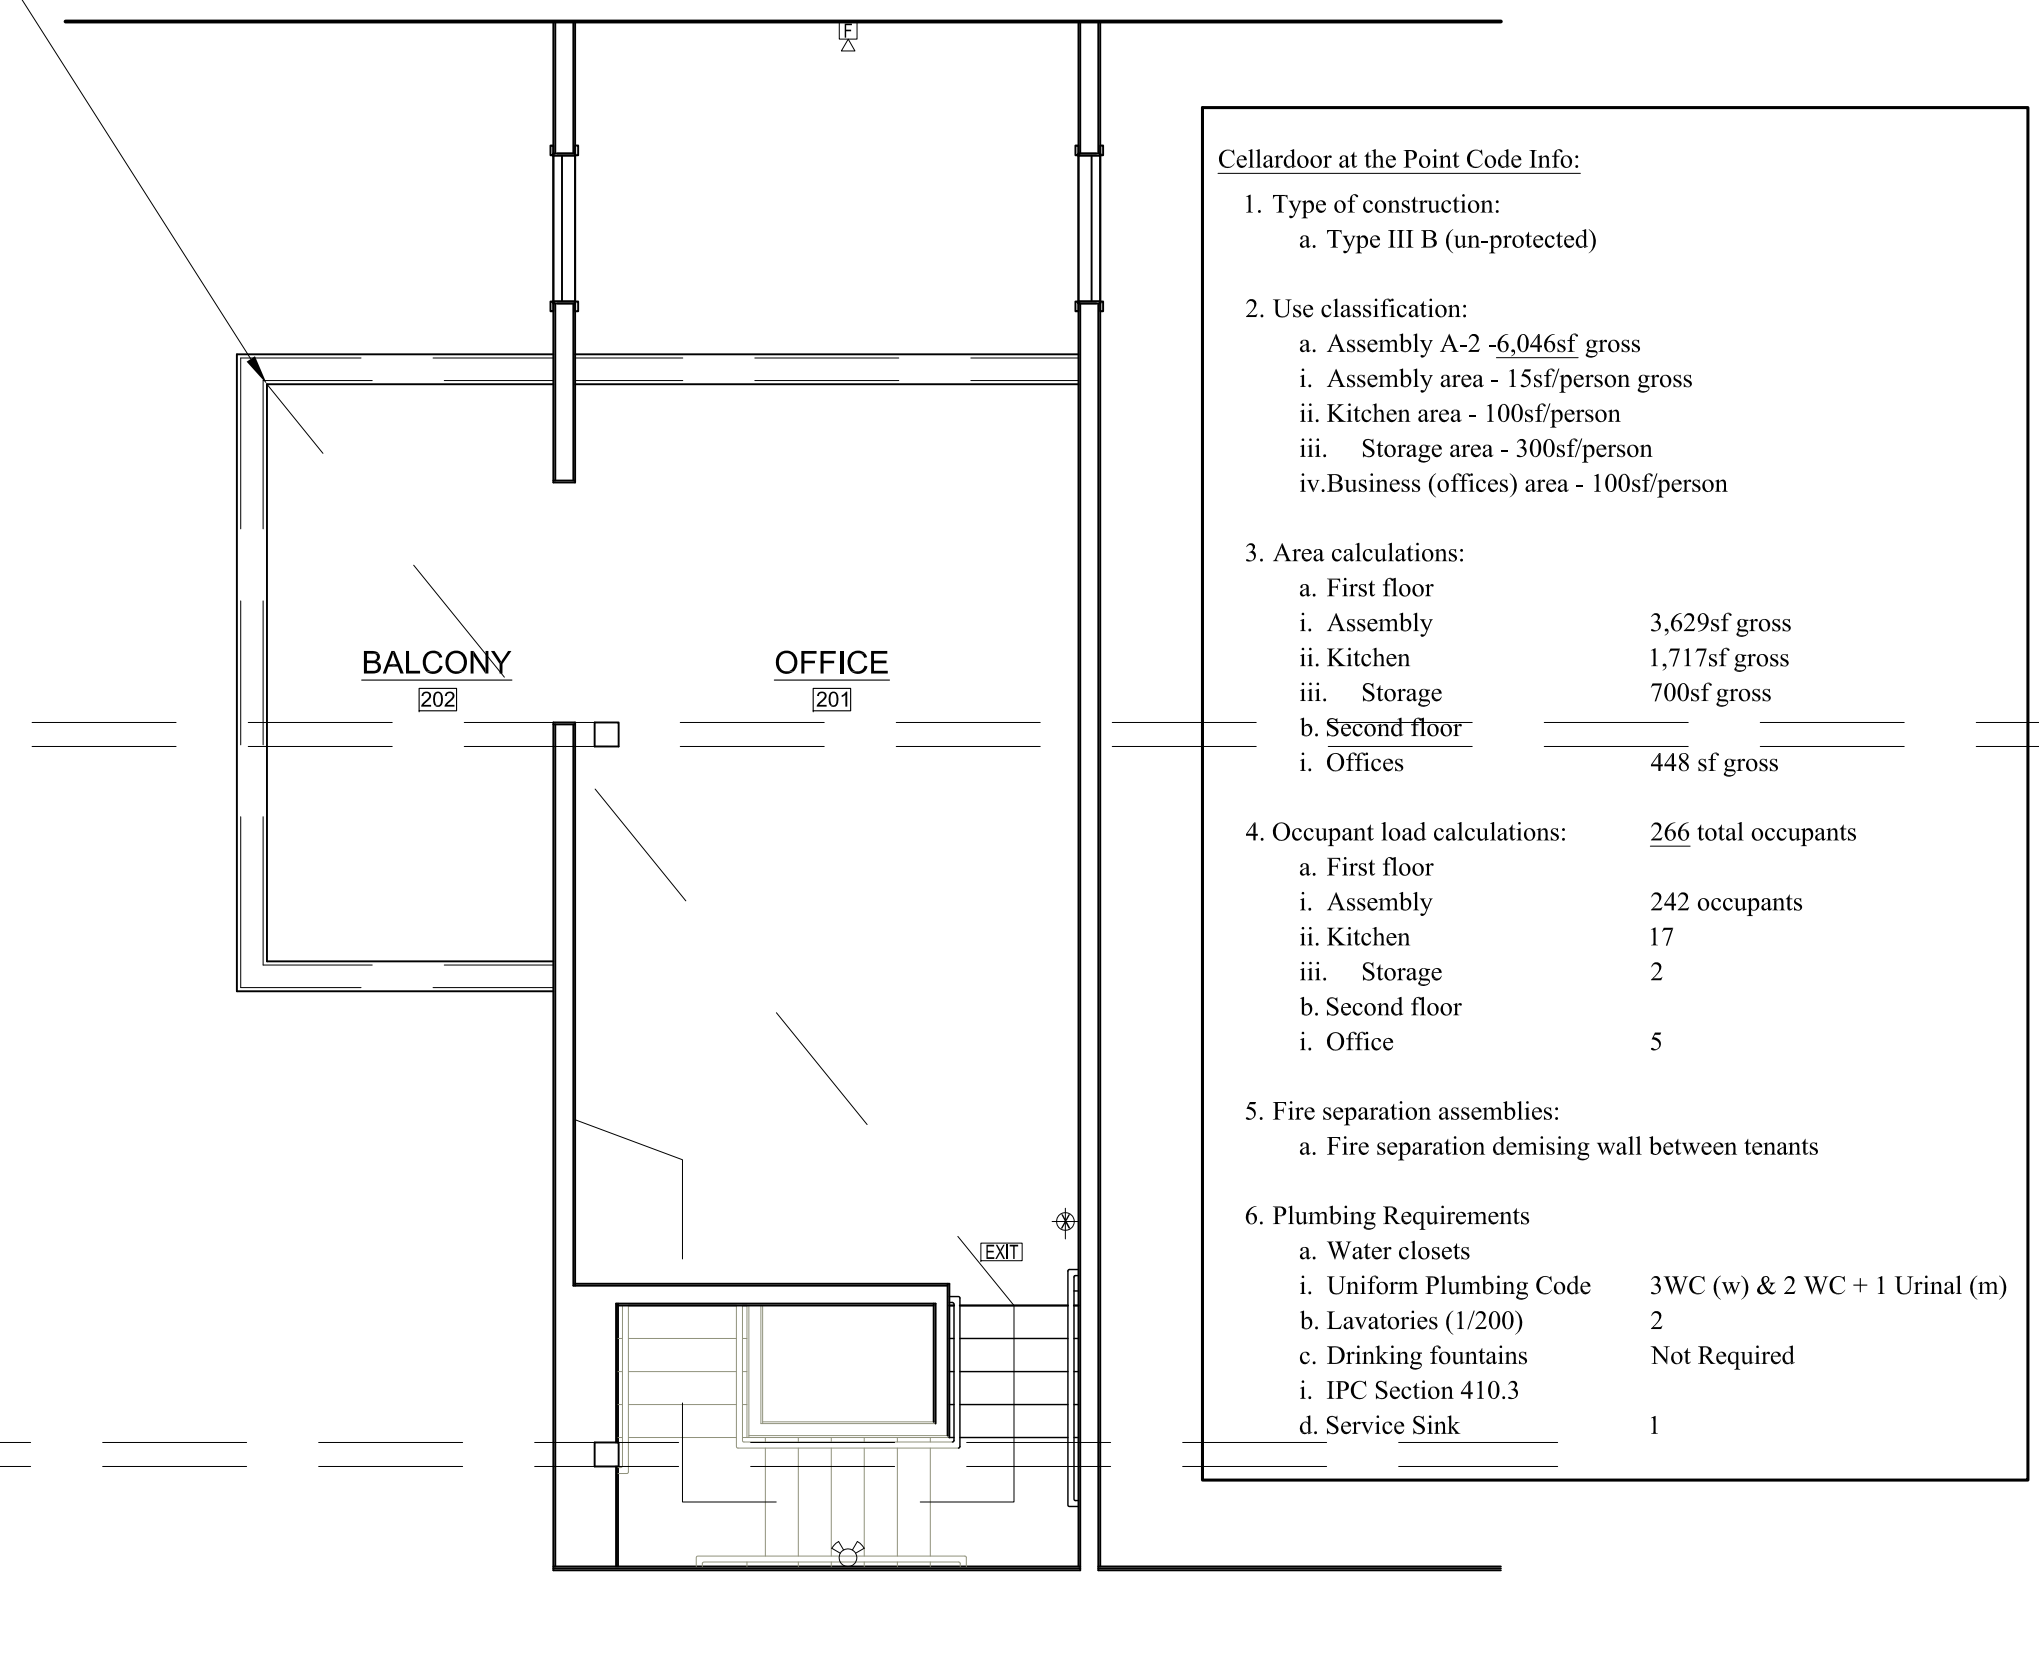 F
Cellardoor at the Point Code Info:
1. Type of construction:
a. Type III B (un-protected)
2. Use classification:
a. Assembly A-2 -6,046sf gross
i. Assembly area - 15sf/person gross
ii. Kitchen area - 100sf/person
iii. Storage area - 300sf/person
iv.Business (offices) area - 100sf/person
3. Area calculations:
a. First floor
i. Assembly 3,629sf gross
ii. Kitchen 1,717sf gross
iii. Storage 700sf gross
b. Second floor
i. Offices 448 sf gross
4. Occupant load calculations: 266 total occupants
a. First floor
i. Assembly 242 occupants
ii. Kitchen 17
iii. Storage 2
b. Second floor
i. Office 5
5. Fire separation assemblies:
a. Fire separation demising wall between tenants
6. Plumbing Requirements
a. Water closets
i. Uniform Plumbing Code 3WC (w) & 2 WC + 1 Urinal (m)
b. Lavatories (1/200) 2
c. Drinking fountains Not Required
i. IPC Section 410.3
d. Service Sink 1
BALCONY
202
OFFICE
201
EXIT